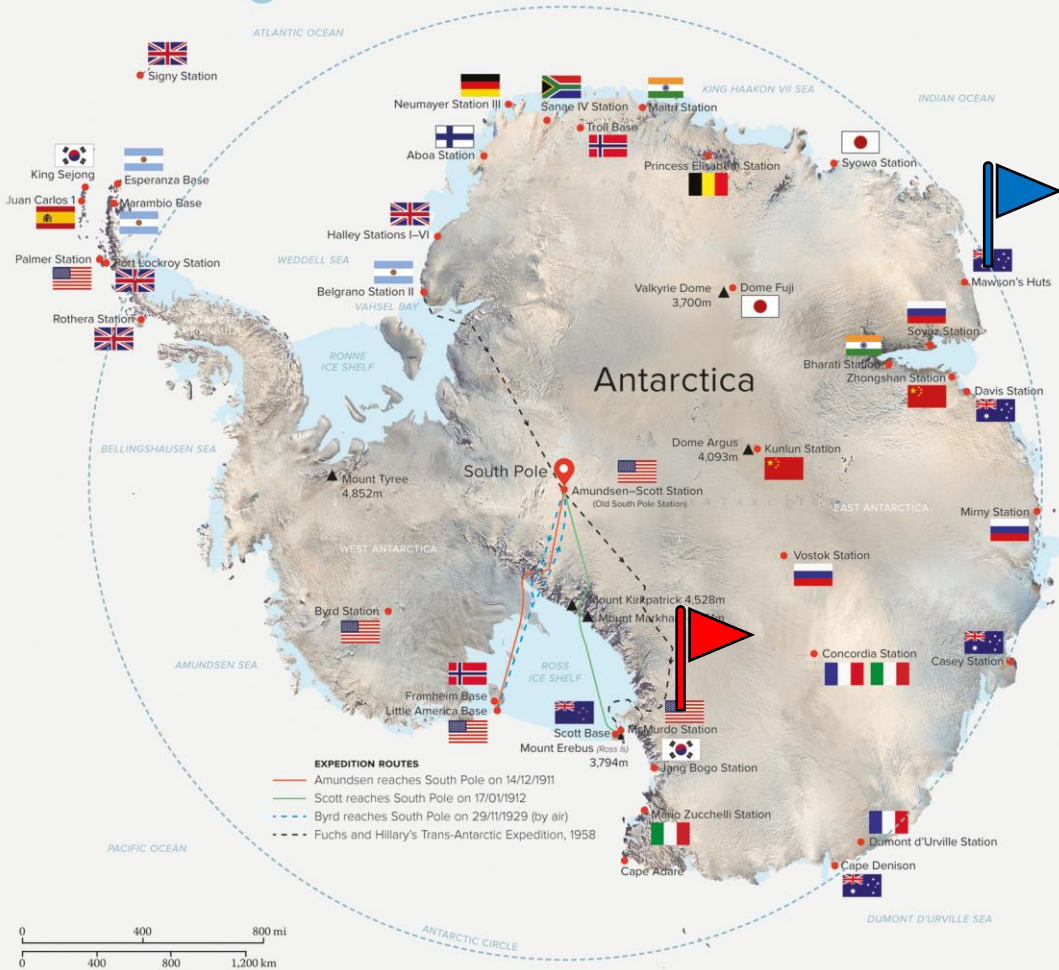 ATLANTIC OCEAN
Signy Station
Neumayer Station III
Sanae IV Station
Maitri Station
KING HAAKON VII SEA
INDIAN OCEAN
Troll Base
Aboa Station
Princess Elisabeth Station
Syowa Station
King Sejong
Esperanza Base
Juan Carlos 1
Marambio Base
Halley Stations I–VI
Palmer Station
Port Lockroy Station
WEDDELL SEA
Belgrano Station II
VAHSEL BAY
Valkyrie Dome
3,700m
Dome Fuji
Mawson's Huts
Rothera Station
ANTARCTIC
PENINSULA
Soyuz Station
RONNE
ICE SHELF
Bharati Station
Zhongshan Station
Antarctica
Davis Station
BELLINGSHAUSEN SEA
Dome Argus
4,093m
Kunlun Station
South Pole
Mount Tyree
4,852m
Amundsen–Scott Station
(Old South Pole Station)
EAST ANTARCTICA
Mirny Station
WEST ANTARCTICA
Vostok Station
Mount Kirkpatrick 4,528m
Byrd Station
Mount Markham
Concordia Station
Casey Station
AMUNDSEN SEA
ROSS
ICE SHELF
Framheim Base
Little America Base
Scott Base
McMurdo Station
Mount Erebus (Ross Is)
3,794m
Jang Bogo Station
EXPEDITION ROUTES
Amundsen reaches South Pole on 14/12/1911
Scott reaches South Pole on 17/01/1912
Byrd reaches South Pole on 29/11/1929 (by air)
Fuchs and Hillary's Trans-Antarctic Expedition, 1958
Mario Zucchelli Station
Dumont d'Urville Station
PACIFIC OCEAN
Cape Adare
Cape Denison
DUMONT D'URVILLE SEA
ANTARCTIC CIRCLE
0 400 800 mi
0 400 800 1,200 km